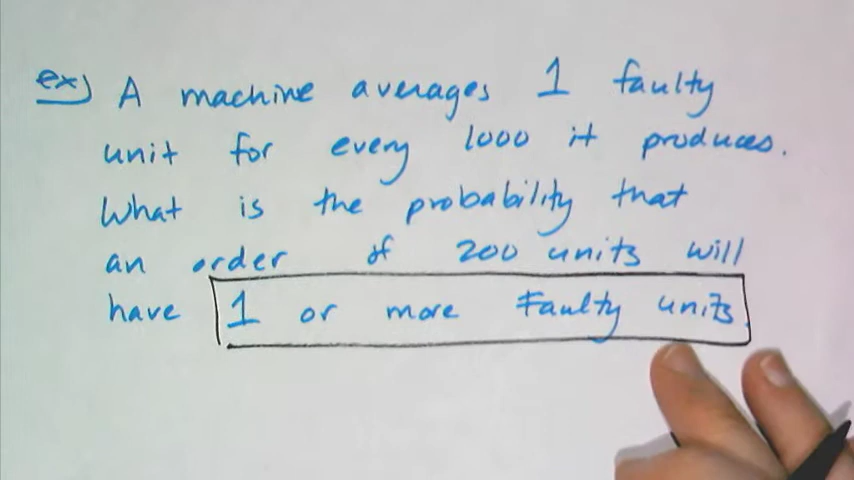 ex) A machine averages 1 faulty
unit for every 1000 it produces.
What is the probability that
an order of 200 units will
have 1 or more Faulty units.